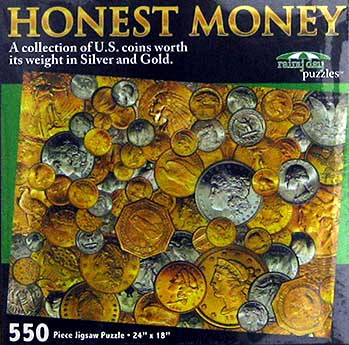 HONEST MONEY
A collection of U.S. coins worth
its weight in Silver and Gold.
rainy day
puzzles
550 Piece Jigsaw Puzzle • 24" x 18"